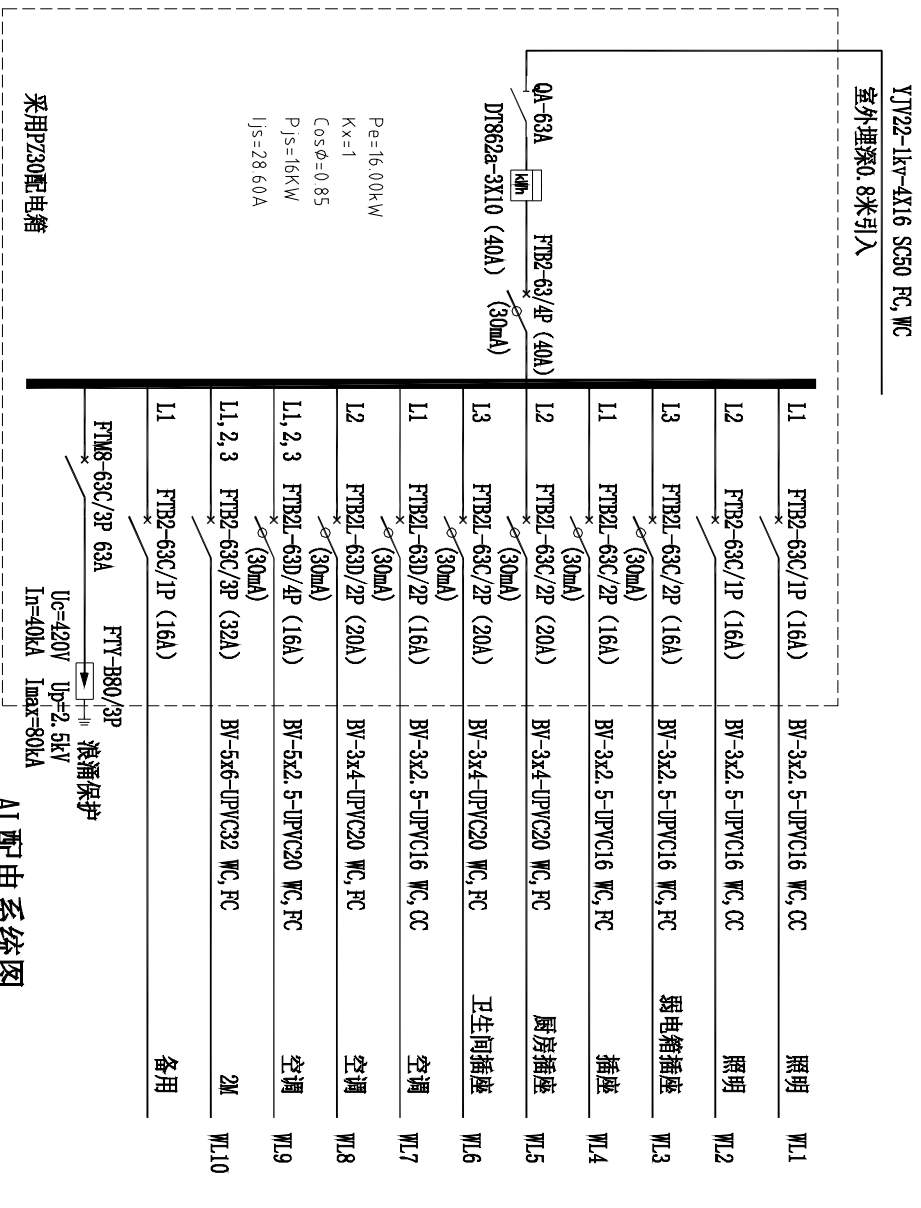 YJV22-1kv-4X16 SC50 FC,WC
室外埋深0.8米引入
QA-63A
kWh
DT862a-3X10(40A)
FTB2-63/4P(40A)
(30mA)
Pe=16.00kW
Kx=1
CosØ=0.85
Pjs=16KW
Ijs=28.60A
采用PZ30配电箱
L1 FTB2-63C/1P(16A) BV-3x2.5-UPVC16 WC,CC 照明 WL1
L2 FTB2-63C/1P(16A) BV-3x2.5-UPVC16 WC,CC 照明 WL2
L3 FTB2L-63C/2P(16A) BV-3x2.5-UPVC16 WC,FC 弱电箱插座 WL3
(30mA)
L1 FTB2L-63C/2P(16A) BV-3x2.5-UPVC16 WC,FC 插座 WL4
(30mA)
L2 FTB2L-63C/2P(20A) BV-3x4-UPVC20 WC,FC 厨房插座 WL5
(30mA)
L3 FTB2L-63C/2P(20A) BV-3x4-UPVC20 WC,FC 卫生间插座 WL6
(30mA)
L1 FTB2L-63D/2P(16A) BV-3x2.5-UPVC16 WC,CC 空调 WL7
(30mA)
L2 FTB2L-63D/2P(20A) BV-3x4-UPVC20 WC,FC 空调 WL8
(30mA)
L1,2,3 FTB2L-63D/4P(16A) BV-5x2.5-UPVC20 WC,FC 空调 WL9
(30mA)
L1,2,3 FTB2-63C/3P(32A) BV-5x6-UPVC32 WC,FC 2M WL10
L1 FTB2-63C/1P(16A) 备用
FTM8-63C/3P 63A FTY-B80/3P
浪涌保护
Uc=420V Up=2.5kV
In=40kA Imax=80kA